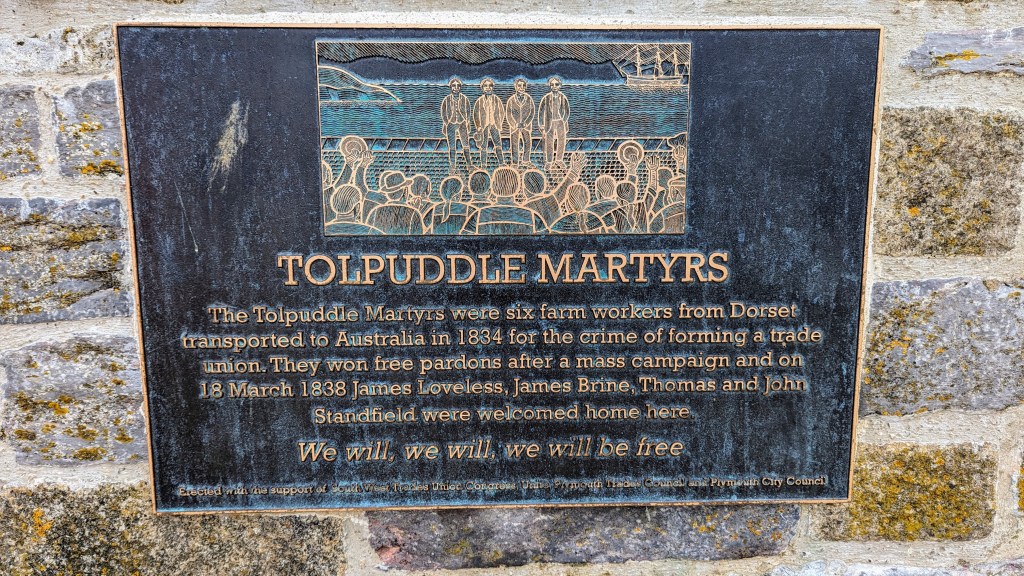 TOLPUDDLE MARTYRS
The Tolpuddle Martyrs were six farm workers from Dorset
transported to Australia in 1834 for the crime of forming a trade
union. They won free pardons after a mass campaign and on
18 March 1838 James Loveless, James Brine, Thomas and John
Standfield were welcomed home here.
We will, we will, we will be free
Erected with the support of South West Trades Union Congress, Unite, Plymouth Trades Council and Plymouth City Council